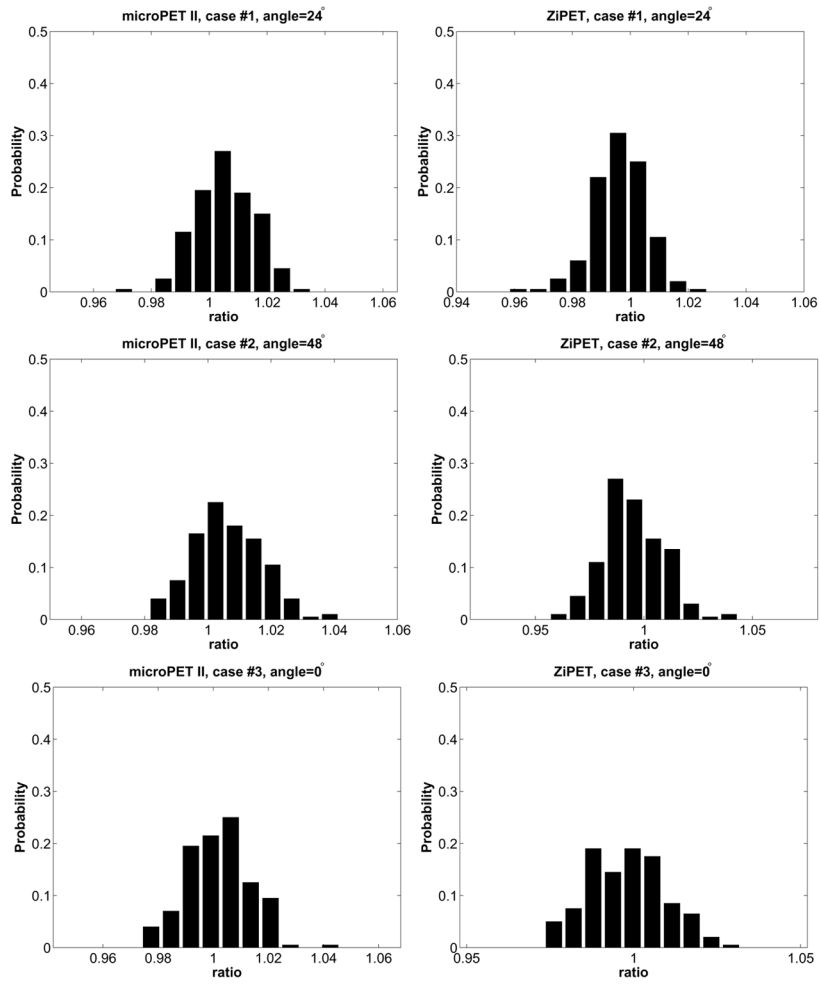 microPET II, case #1, angle=24°
0.5
0.4
0.3
0.2
0.1
0
Probability
0.96 0.98 1 1.02 1.04 1.06
ratio
ZiPET, case #1, angle=24°
0.5
0.4
0.3
0.2
0.1
0
Probability
0.94 0.96 0.98 1 1.02 1.04 1.06
ratio
microPET II, case #2, angle=48°
0.5
0.4
0.3
0.2
0.1
0
Probability
0.96 0.98 1 1.02 1.04 1.06
ratio
ZiPET, case #2, angle=48°
0.5
0.4
0.3
0.2
0.1
0
Probability
0.95 1 1.05
ratio
microPET II, case #3, angle=0°
0.5
0.4
0.3
0.2
0.1
0
Probability
0.96 0.98 1 1.02 1.04 1.06
ratio
ZiPET, case #3, angle=0°
0.5
0.4
0.3
0.2
0.1
0
Probability
0.95 1 1.05
ratio